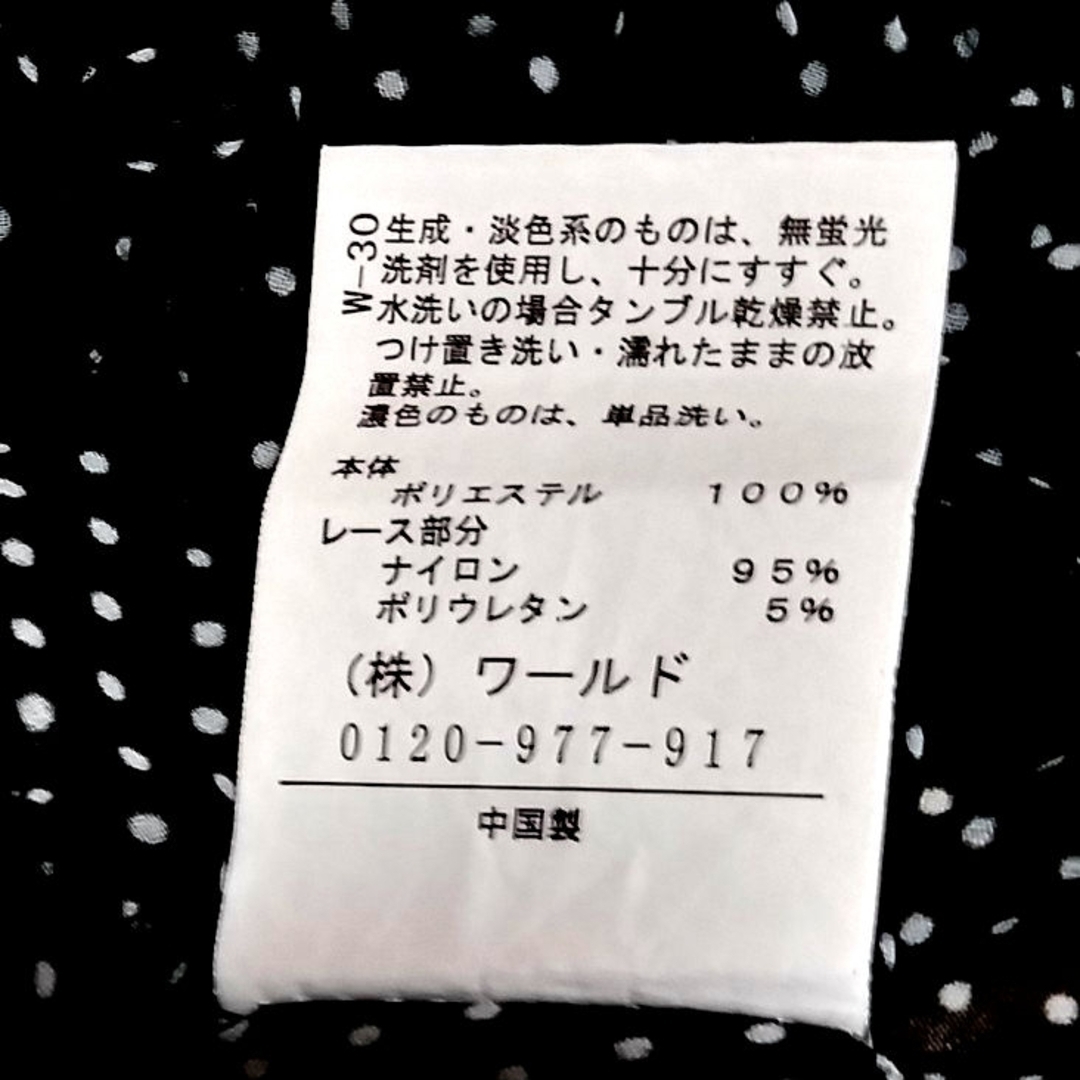 W-30
生成・淡色系のものは、無蛍光
洗剤を使用し、十分にすすぐ。
水洗いの場合タンブル乾燥禁止。
つけ置き洗い・濡れたままの放
置禁止。
濃色のものは、単品洗い。
本体
ポリエステル 100%
レース部分
ナイロン 95%
ポリウレタン 5%
(株) ワールド
0120-977-917
中国製